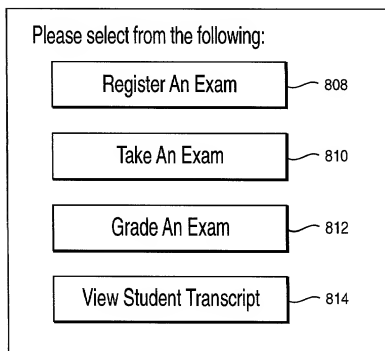 Please select from the following:
Register An Exam 808
Take An Exam 810
Grade An Exam 812
View Student Transcript 814